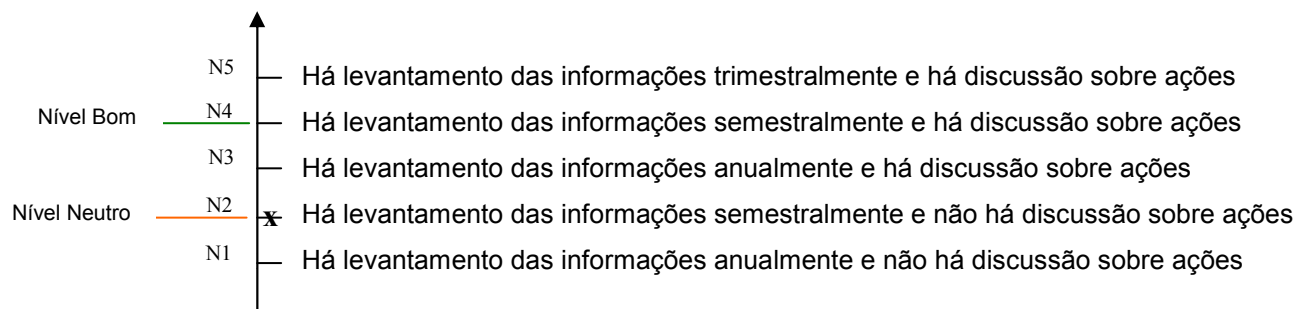 N5 Há levantamento das informações trimestralmente e há discussão sobre ações
Nível Bom N4 Há levantamento das informações semestralmente e há discussão sobre ações
N3 Há levantamento das informações anualmente e há discussão sobre ações
Nível Neutro N2 x Há levantamento das informações semestralmente e não há discussão sobre ações
N1 Há levantamento das informações anualmente e não há discussão sobre ações